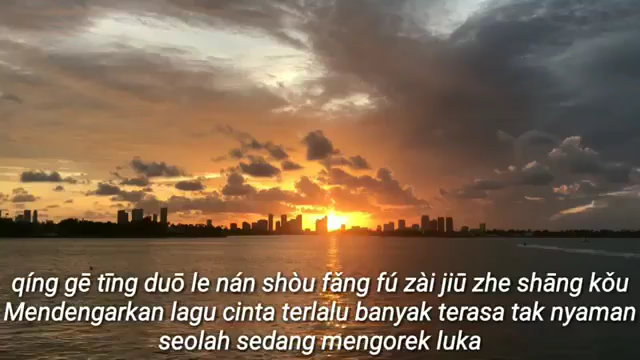 qíng gē tīng duō le nán shòu fǎng fú zài jiū zhe shāng kǒu
Mendengarkan lagu cinta terlalu banyak terasa tak nyaman
seolah sedang mengorek luka